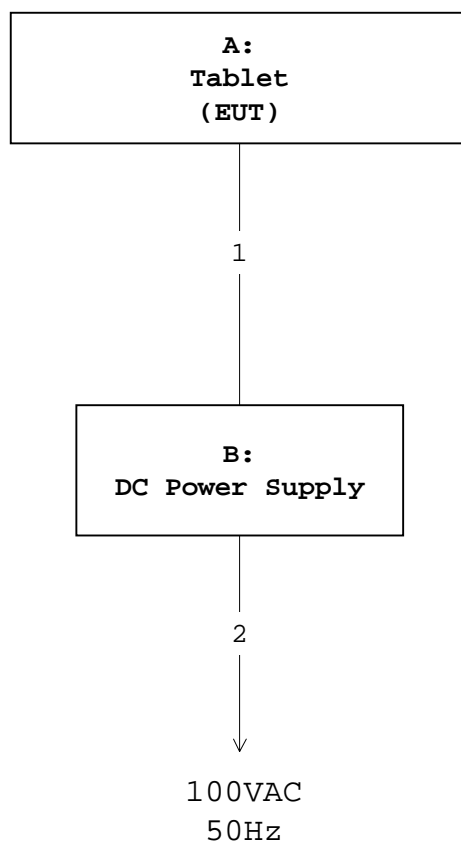 A:
Tablet
(EUT)
1
B:
DC Power Supply
2
100VAC
50Hz